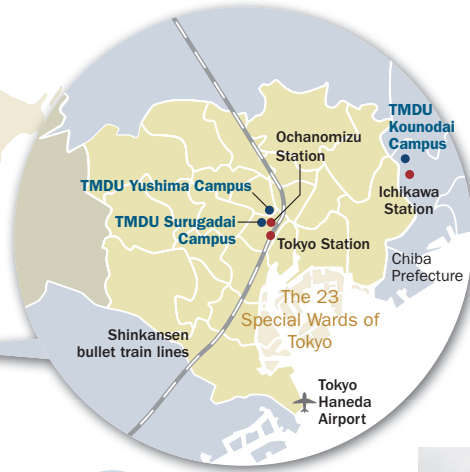 TMDU
Kounodai
Campus
Ochanomizu
Station
TMDU Yushima Campus
Ichikawa
Station
TMDU Surugadai
Campus
Tokyo Station
Chiba
Prefecture
The 23
Special Wards of
Tokyo
Shinkansen
bullet train lines
Tokyo
Haneda
Airport